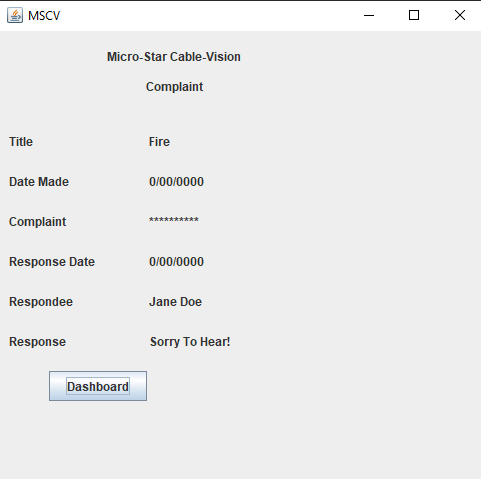 MSCV
Micro-Star Cable-Vision
Complaint
Title Fire
Date Made 0/00/0000
Complaint **********
Response Date 0/00/0000
Respondee Jane Doe
Response Sorry To Hear!
Dashboard